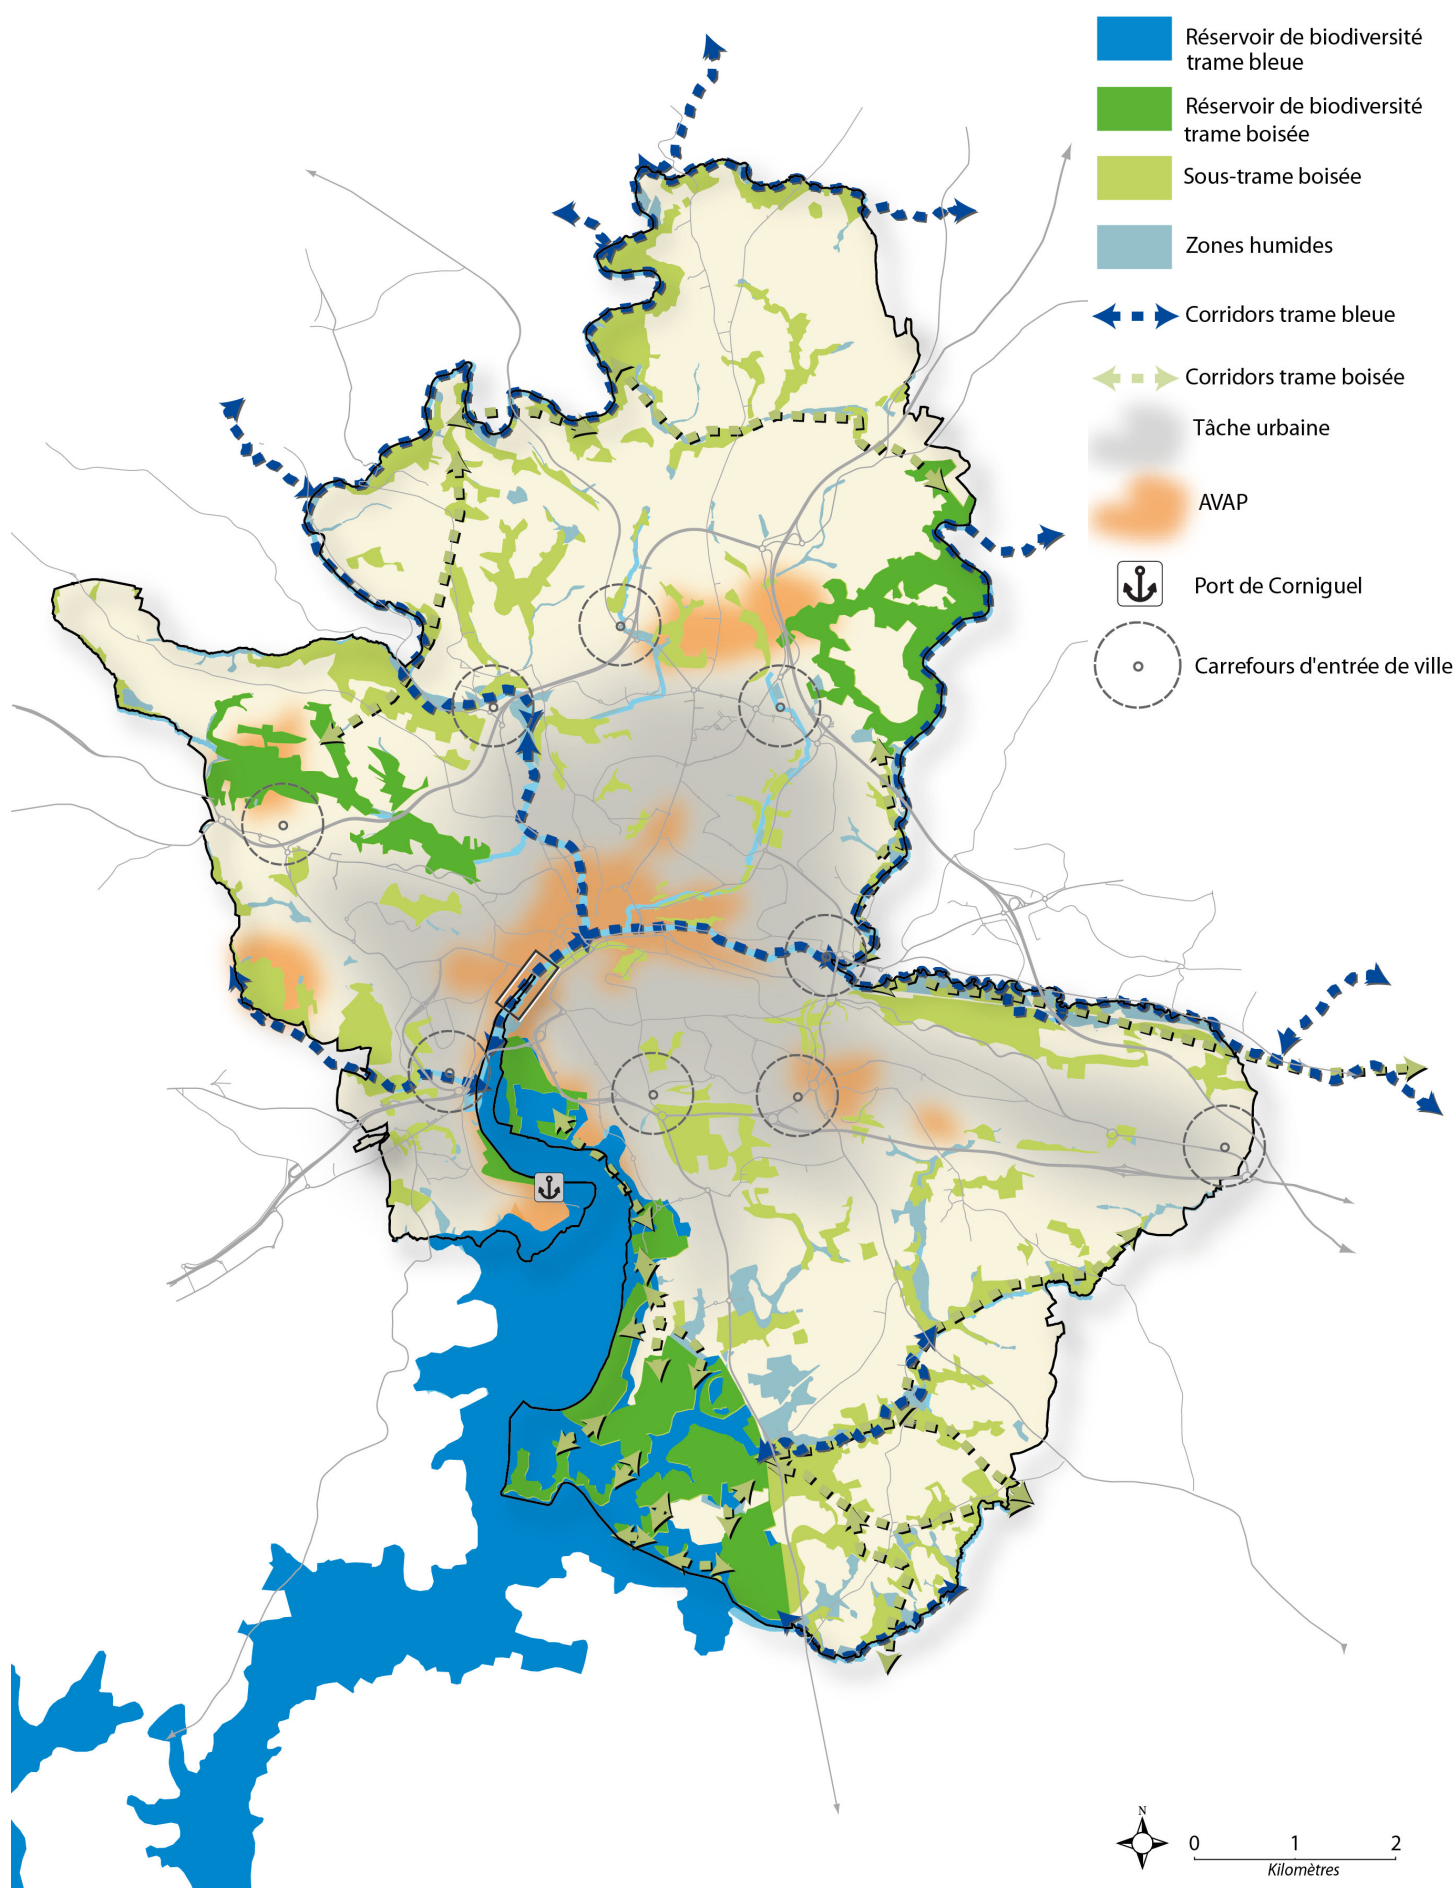 Réservoir de biodiversité
trame bleue
Réservoir de biodiversité
trame boisée
Sous-trame boisée
Zones humides
Corridors trame bleue
Corridors trame boisée
Tâche urbaine
AVAP
Port de Corniguel
Carrefours d'entrée de ville
N
0 1 2
Kilomètres